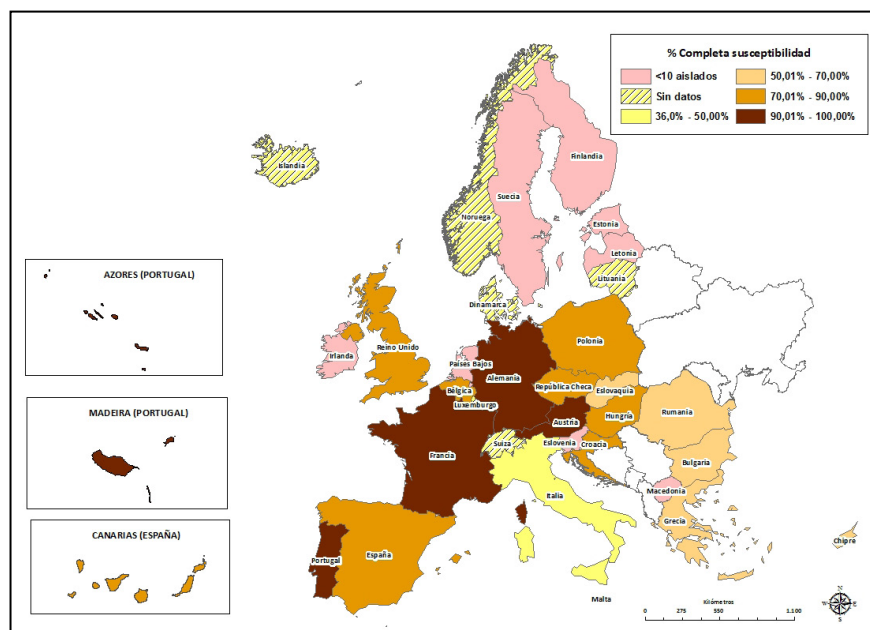 % Completa susceptibilidad
<10 aislados
50,01% - 70,00%
Sin datos
70,01% - 90,00%
36,0% - 50,00%
90,01% - 100,00%
Islandia
Finlandia
Suecia
Noruega
Estonia
Letonia
Lituania
Dinamarca
AZORES (PORTUGAL)
Irlanda
Reino Unido
Países Bajos
Polonia
Alemania
Bélgica
República Checa
Luxemburgo
Eslovaquia
MADEIRA (PORTUGAL)
Austria
Hungría
Rumania
Suiza
Eslovenia
Croacia
Francia
Bulgaria
Italia
Macedonia
Grecia
CANARIAS (ESPAÑA)
Chipre
Portugal
España
Malta
Kilómetros
0 275 550 1.100
N
W E
S